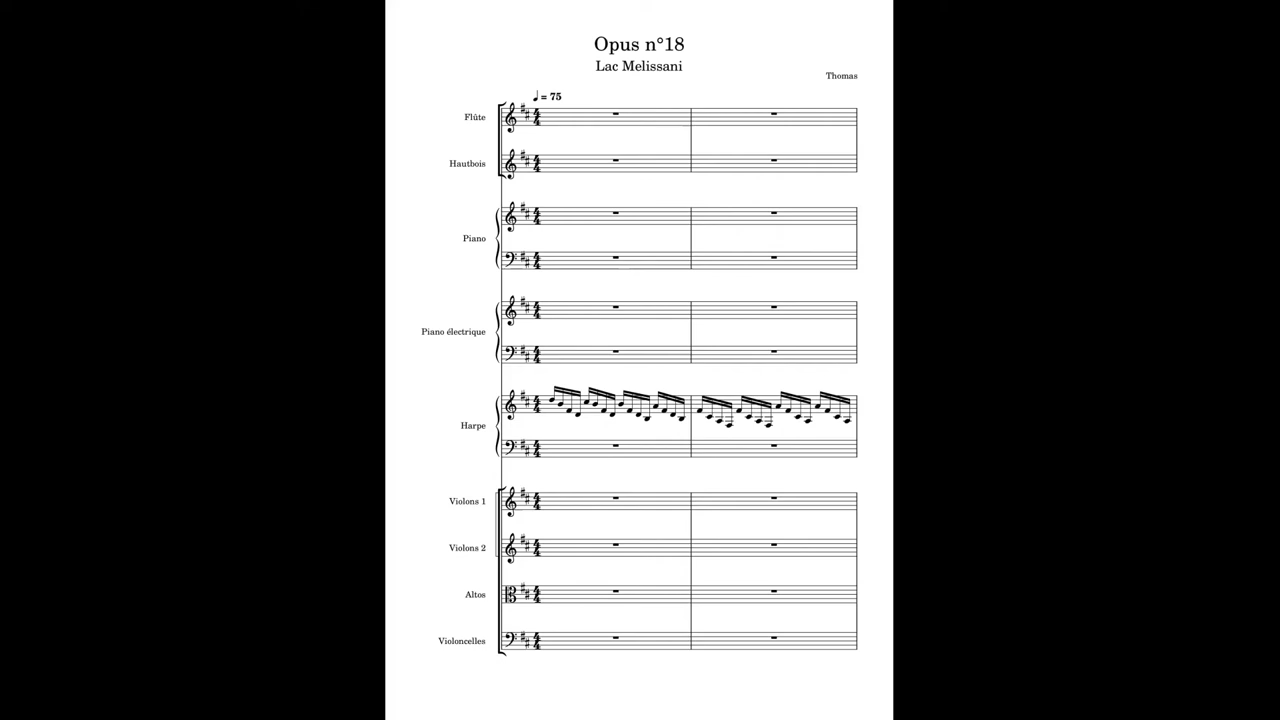 Opus n°18
Lac Melissani
Thomas
♩ = 75
Flûte
Hautbois
Piano
Piano électrique
Harpe
Violons 1
Violons 2
Altos
Violoncelles